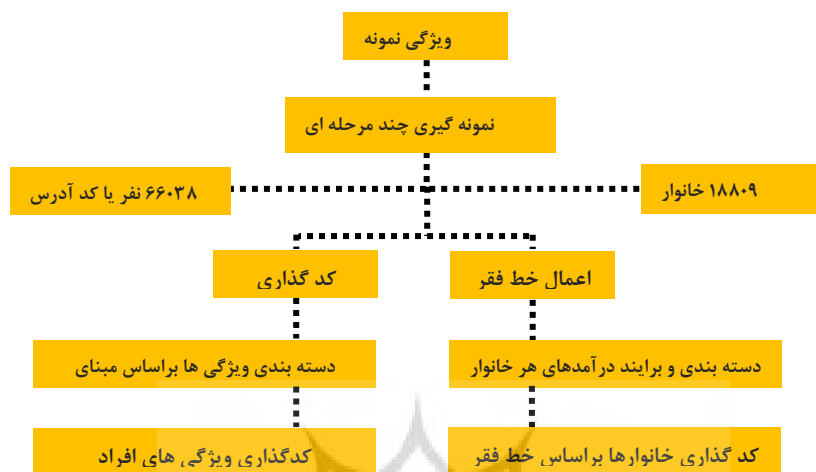 ویژگی نمونه
نمونه گیری چند مرحله ای
۱۸۸۰۹ خانوار
۶۶۰۳۸ نفر یا کد آدرس
اعمال خط فقر
کد گذاری
دسته بندی و برایند درآمدهای هر خانوار
دسته بندی ویژگی ها براساس مبنای
کد گذاری خانوارها براساس خط فقر
کدگذاری ویژگی های افراد